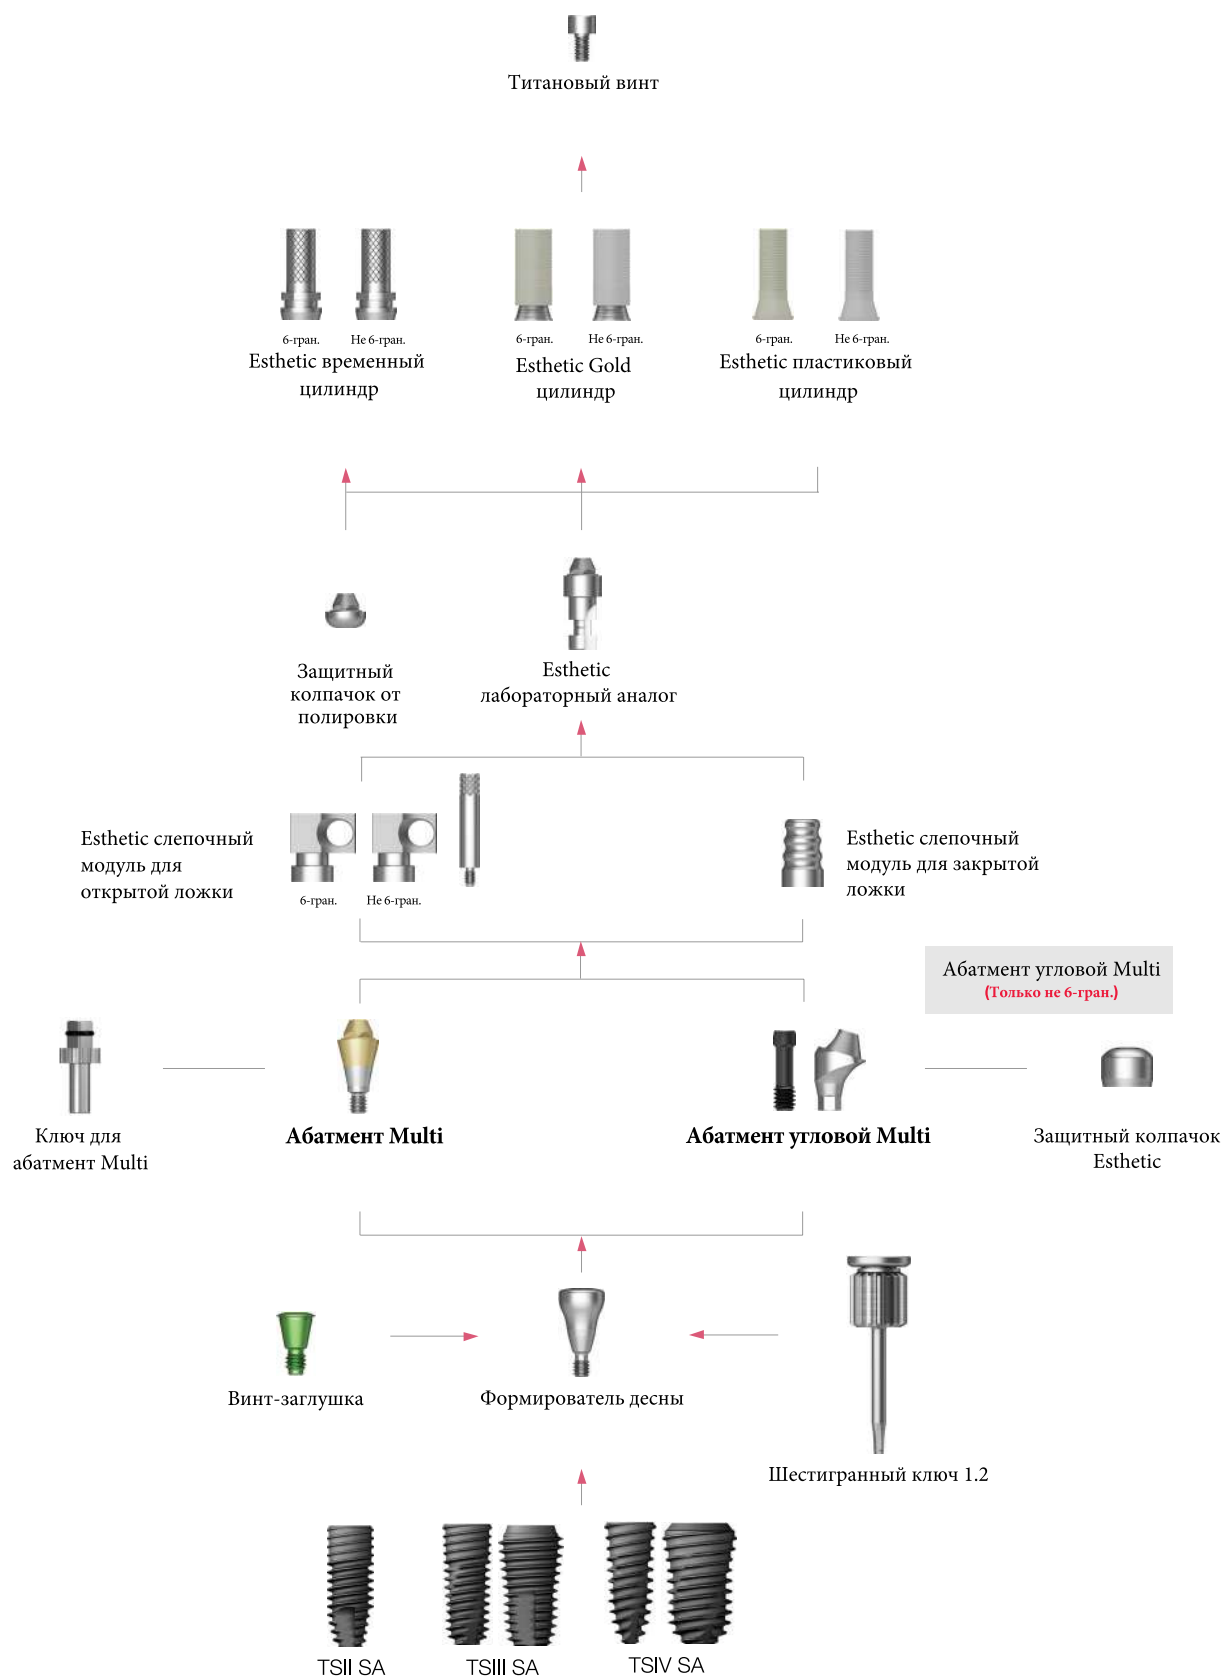 Титановый винт
6-гран.
Не 6-гран.
Esthetic временный
цилиндр
6-гран.
Не 6-гран.
Esthetic Gold
цилиндр
6-гран.
Не 6-гран.
Esthetic пластиковый
цилиндр
Защитный
колпачок от
полировки
Esthetic
лабораторный аналог
Esthetic слепочный
модуль для
открытой ложки
6-гран.
Не 6-гран.
Esthetic слепочный
модуль для закрытой
ложки
Абатмент угловой Multi
(Только не 6-гран.)
Ключ для
абатмент Multi
Абатмент Multi
Абатмент угловой Multi
Защитный колпачок
Esthetic
Винт-заглушка
Формирователь десны
Шестигранный ключ 1.2
TSII SA
TSIII SA
TSIV SA